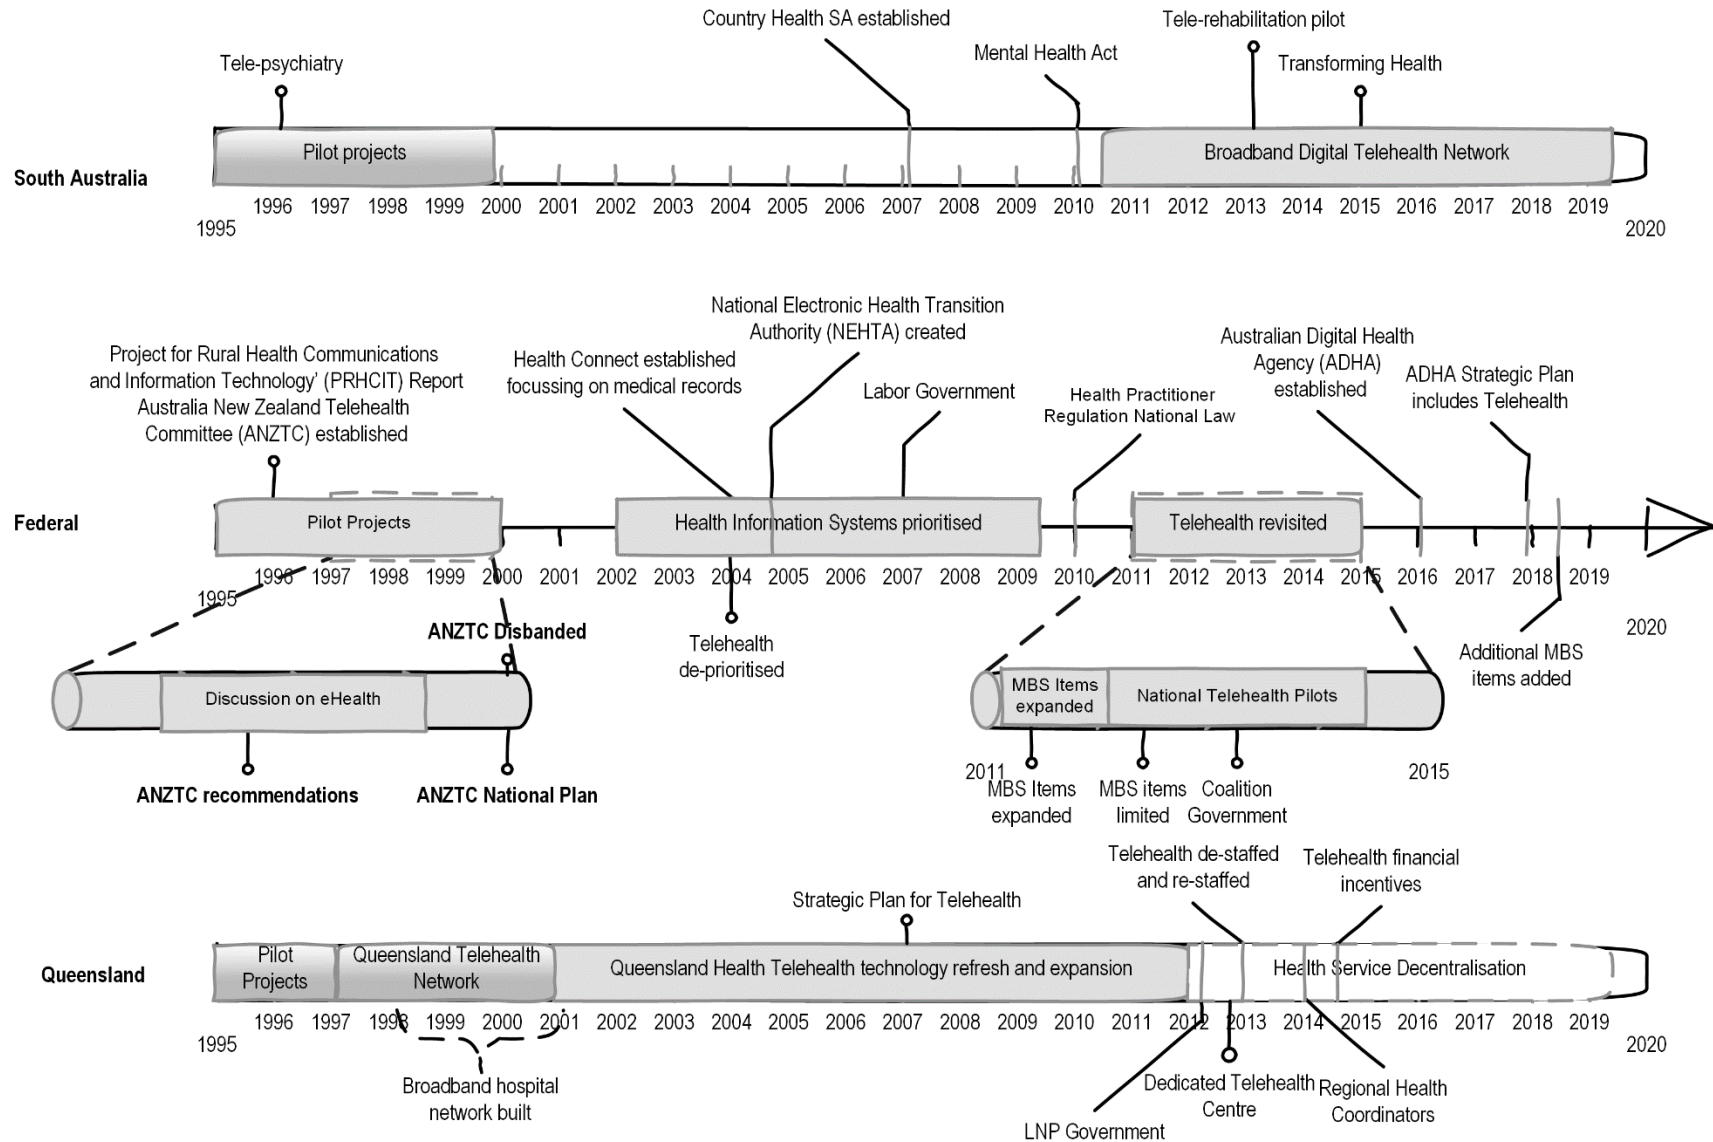 Country Health SA established
Tele-rehabilitation pilot
Mental Health Act
Tele-psychiatry
Transforming Health
Pilot projects
Broadband Digital Telehealth Network
South Australia
1996 1997 1998 1999 2000 2001 2002 2003 2004 2005 2006 2007 2008 2009 2010 2011 2012 2013 2014 2015 2016 2017 2018 2019
1995 2020
National Electronic Health Transition
Authority (NEHTA) created
Australian Digital Health
Agency (ADHA)
established
Project for Rural Health Communications
and Information Technology' (PRHCIT) Report
Australia New Zealand Telehealth
Committee (ANZTC) established
Health Connect established
focussing on medical records
Labor Government
Health Practitioner
Regulation National Law
ADHA Strategic Plan
includes Telehealth
Federal
Pilot Projects
Health Information Systems prioritised
Telehealth revisited
1996 1997 1998 1999 2000 2001 2002 2003 2004 2005 2006 2007 2008 2009 2010 2011 2012 2013 2014 2015 2016 2017 2018 2019
1995 2020
ANZTC Disbanded
Telehealth
de-prioritised
Additional MBS
items added
Discussion on eHealth
MBS Items
expanded
National Telehealth Pilots
2011 2015
ANZTC recommendations
ANZTC National Plan
MBS Items
expanded
MBS items
limited
Coalition
Government
Telehealth de-staffed
and re-staffed
Telehealth financial
incentives
Strategic Plan for Telehealth
Queensland
Pilot
Projects
Queensland Telehealth
Network
Queensland Health Telehealth technology refresh and expansion
Health Service Decentralisation
1996 1997 1998 1999 2000 2001 2002 2003 2004 2005 2006 2007 2008 2009 2010 2011 2012 2013 2014 2015 2016 2017 2018 2019
1995 2020
Broadband hospital
network built
Dedicated Telehealth
Centre
Regional Health
Coordinators
LNP Government